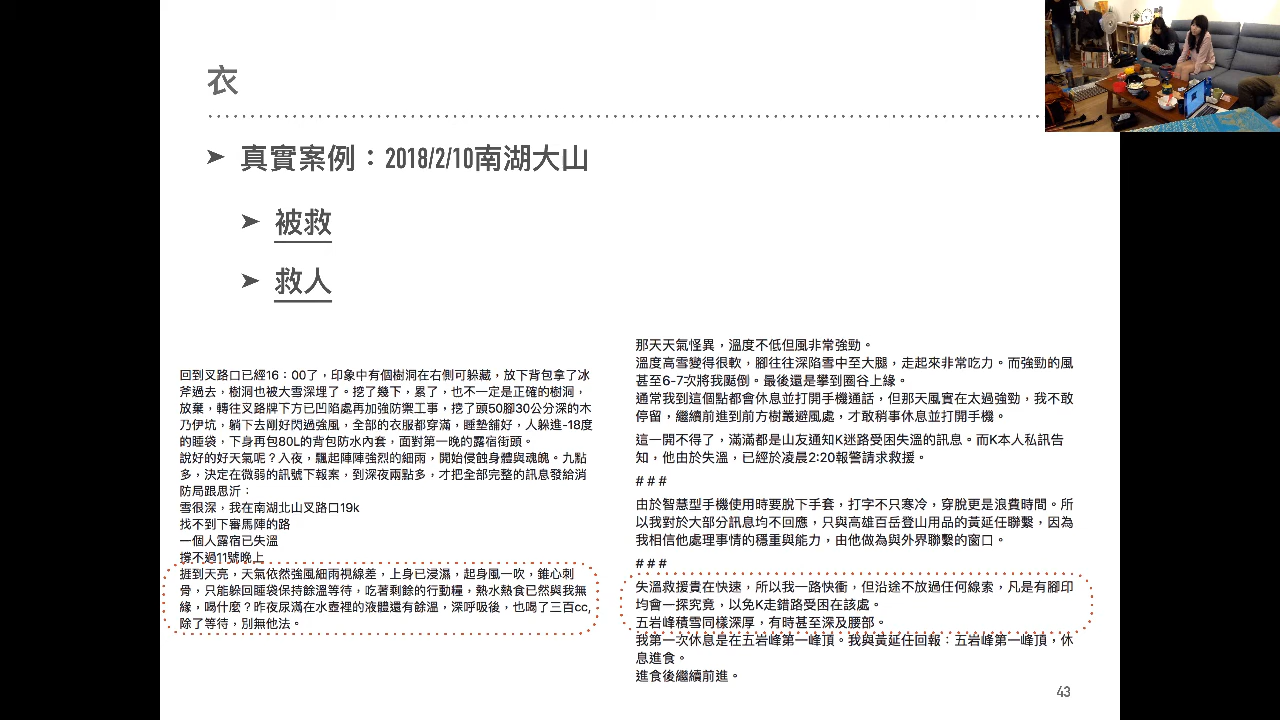 衣
真實案例：2018/2/10南湖大山
被救
救人
回到叉路口已經16：00了，印象中有個樹洞在右側可躲藏，放下背包拿了冰
斧過去，樹洞也被大雪深埋了。挖了幾下，累了，也不一定是正確的樹洞，
放棄，轉往叉路牌下方已凹陷處再加強防禦工事，挖了頭50腳30公分深的木
乃伊坑，躺下去剛好閃過強風，全部的衣服都穿滿，睡墊舖好，人躲進-18度
的睡袋，下身再包80L的背包防水內套，面對第一晚的露宿街頭。
說好的好天氣呢？入夜，飄起陣陣強烈的細雨，開始侵蝕身體與魂魄。九點
多，決定在微弱的訊號下報案，到深夜兩點多，才把全部完整的訊息發給消
防局跟思沂：
雪很深，我在南湖北山叉路口19k
找不到下審馬陣的路
一個人露宿已失溫
撐不過11號晚上
捱到天亮，天氣依然強風細雨視線差，上身已浸濕，起身風一吹，錐心刺
骨，只能躲回睡袋保持餘溫等待，吃著剩餘的行動糧，熱水熱食已然與我無
緣，喝什麼？昨夜尿滿在水壺裡的液體還有餘溫，深呼吸後，也喝了三百cc,
除了等待，別無他法。
那天天氣怪異，溫度不低但風非常強勁。
溫度高雪變得很軟，腳往往深陷雪中至大腿，走起來非常吃力。而強勁的風
甚至6-7次將我颳倒。最後還是攀到圈谷上緣。
通常我到這個點都會休息並打開手機通話，但那天風實在太過強勁，我不敢
停留，繼續前進到前方樹叢避風處，才敢稍事休息並打開手機。
這一開不得了，滿滿都是山友通知K迷路受困失溫的訊息。而K本人私訊告
知，他由於失溫，已經於凌晨2:20報警請求救援。
# # #
由於智慧型手機使用時要脫下手套，打字不只寒冷，穿脫更是浪費時間。所
以我對於大部分訊息均不回應，只與高雄百岳登山用品的黃延任聯繫，因為
我相信他處理事情的穩重與能力，由他做為與外界聯繫的窗口。
# # #
失溫救援貴在快速，所以我一路快衝，但沿途不放過任何線索，凡是有腳印
均會一探究竟，以免K走錯路受困在該處。
五岩峰積雪同樣深厚，有時甚至深及腰部。
我第一次休息是在五岩峰第一峰頂。我與黃延任回報：五岩峰第一峰頂，休
息進食。
進食後繼續前進。
43